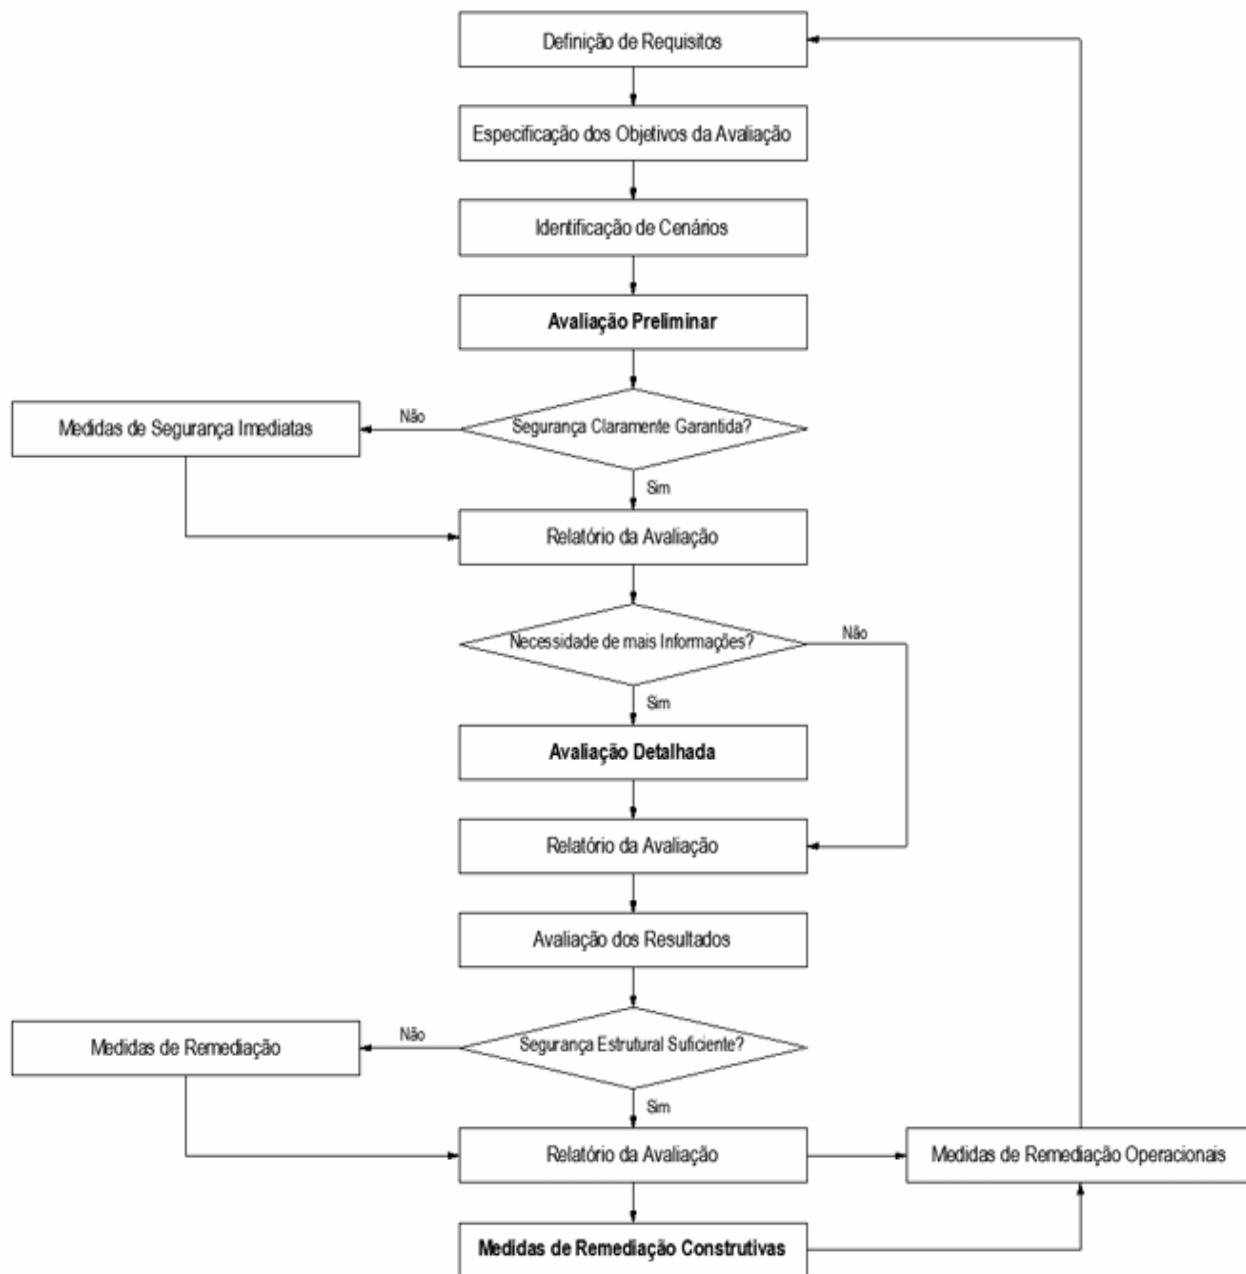 Definição de Requisitos
Especificação dos Objetivos da Avaliação
Identificação de Cenários
Avaliação Preliminar
Segurança Claramente Garantida?
Não
Medidas de Segurança Imediatas
Sim
Relatório da Avaliação
Necessidade de mais Informações?
Não
Sim
Avaliação Detalhada
Relatório da Avaliação
Avaliação dos Resultados
Segurança Estrutural Suficiente?
Não
Medidas de Remediação
Sim
Relatório da Avaliação
Medidas de Remediação Operacionais
Medidas de Remediação Construtivas